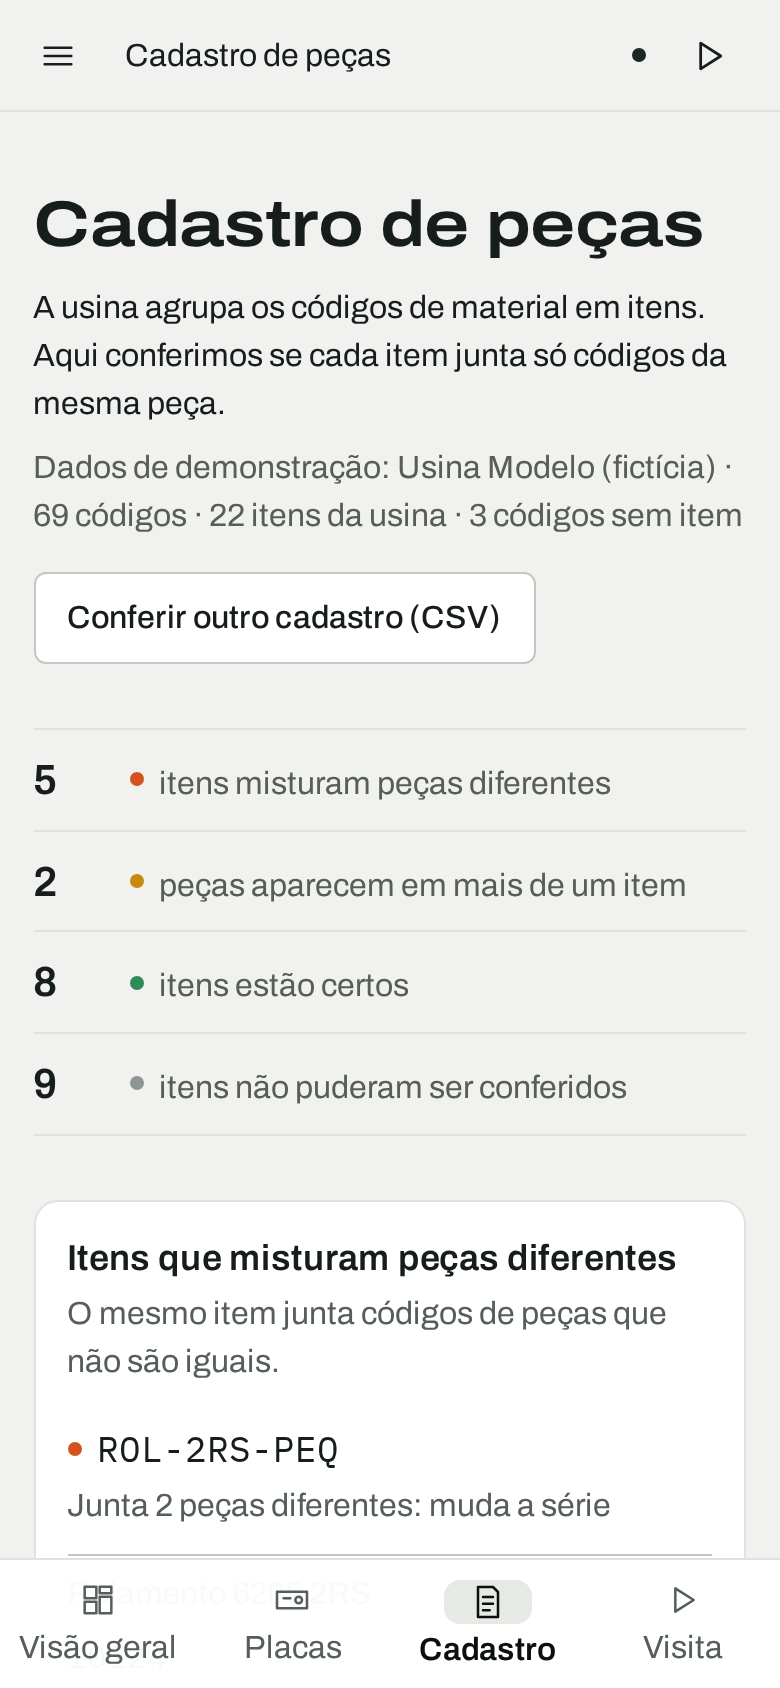 Cadastro de peças
Cadastro de peças
A usina agrupa os códigos de material em itens.
Aqui conferimos se cada item junta só códigos da
mesma peça.
Dados de demonstração: Usina Modelo (fictícia) ·
69 códigos · 22 itens da usina · 3 códigos sem item
Conferir outro cadastro (CSV)
5 itens misturam peças diferentes
2 peças aparecem em mais de um item
8 itens estão certos
9 itens não puderam ser conferidos
Itens que misturam peças diferentes
O mesmo item junta códigos de peças que
não são iguais.
ROL-2RS-PEQ
Junta 2 peças diferentes: muda a série
Visão geral Placas Cadastro Visita